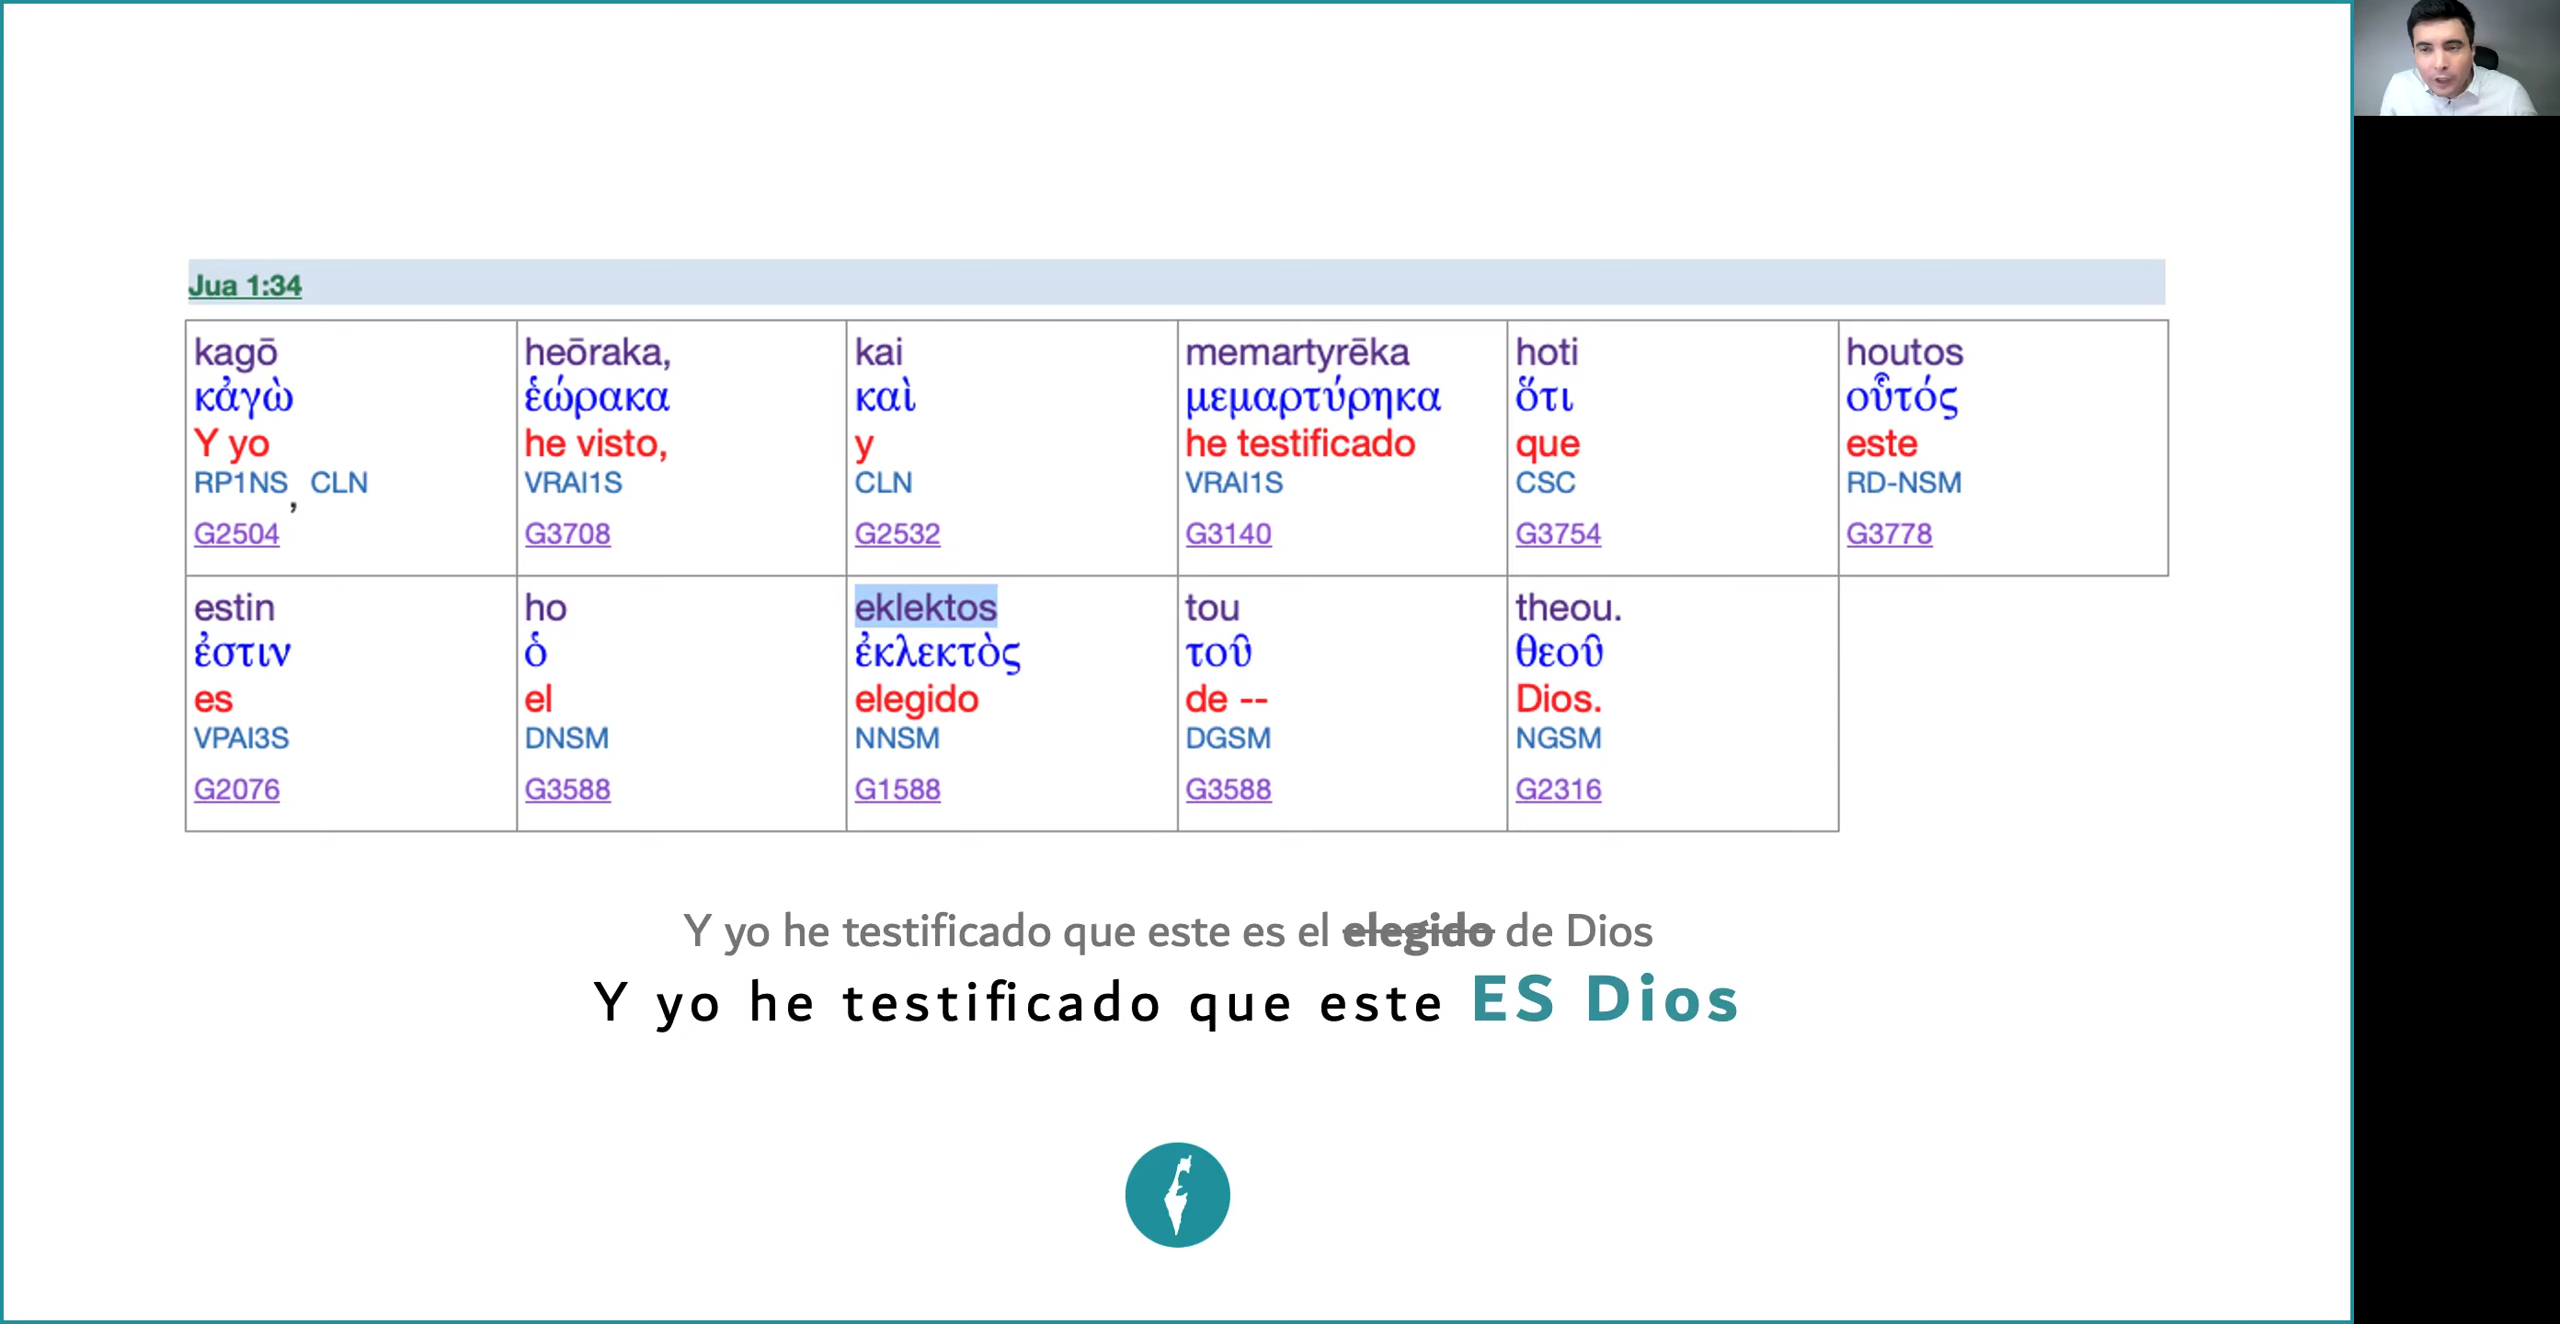 Jua 1:34
kagō heōraka, kai memartyrēka hoti houtos
κἀγὼ ἑώρακα καὶ μεμαρτύρηκα ὅτι οὗτός
Y yo he visto, y he testificado que este
RP1NS, CLN VRAI1S CLN VRAI1S CSC RD-NSM
G2504 G3708 G2532 G3140 G3754 G3778
estin ho eklektos tou theou.
ἐστιν ὁ ἐκλεκτὸς τοῦ θεοῦ
es el elegido de -- Dios.
VPAI3S DNSM NNSM DGSM NGSM
G2076 G3588 G1588 G3588 G2316
Y yo he testificado que este es el elegido de Dios
Y yo he testificado que este ES Dios